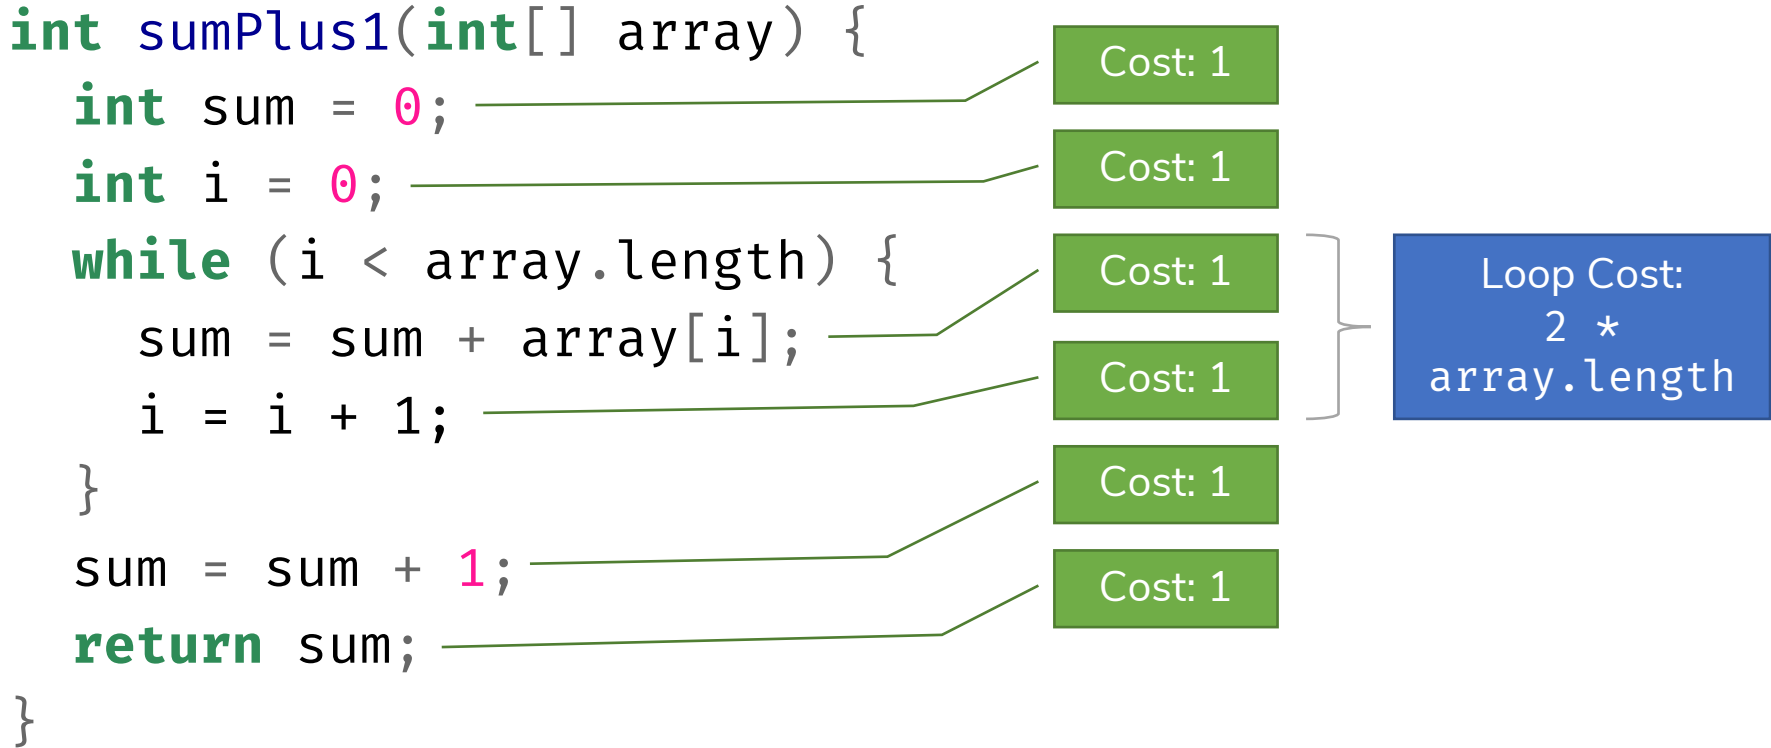 int sumPlus1(int[] array) {
int sum = 0;
int i = 0;
while (i < array.length) {
sum = sum + array[i];
i = i + 1;
}
sum = sum + 1;
return sum;
}
Cost: 1
Cost: 1
Cost: 1
Cost: 1
Cost: 1
Cost: 1
Loop Cost:
2 *
array.length